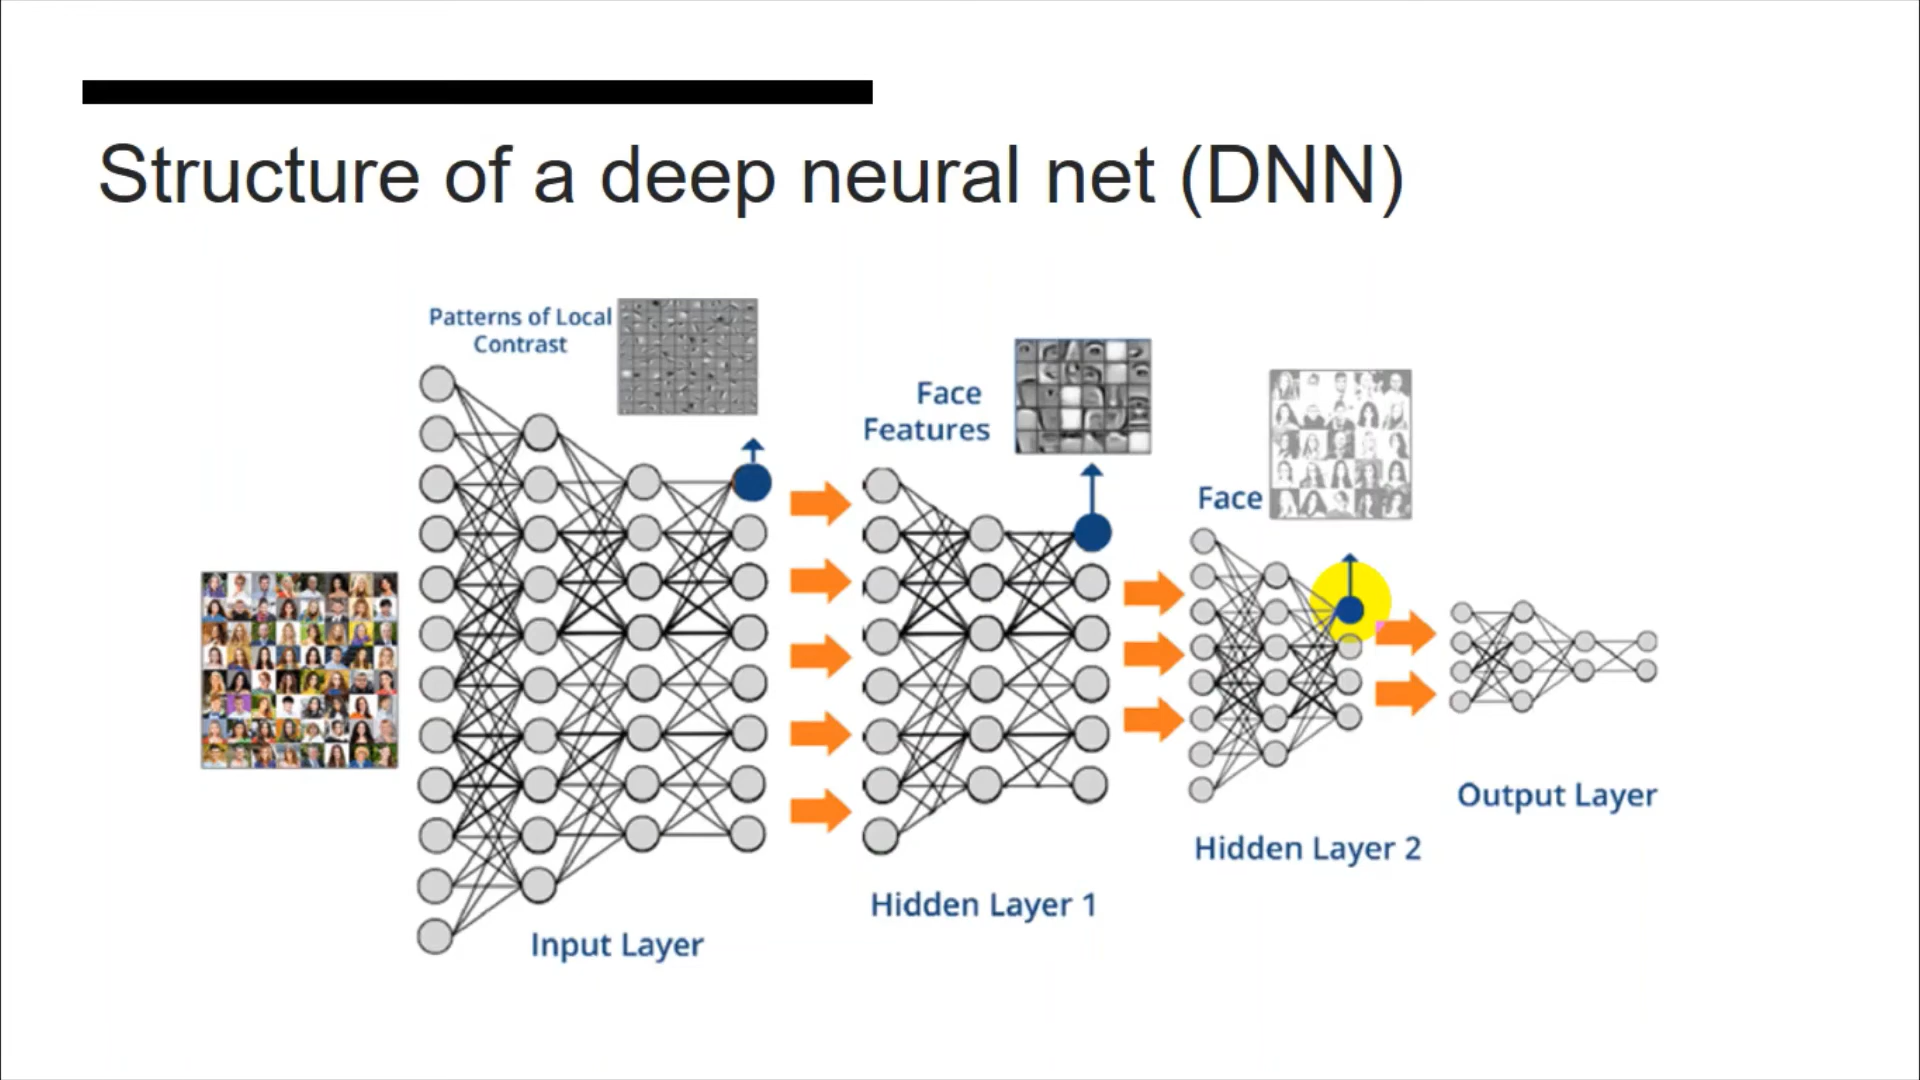 Structure of a deep neural net (DNN)
Patterns of Local
Contrast
Face
Features
Face
Input Layer
Hidden Layer 1
Hidden Layer 2
Output Layer